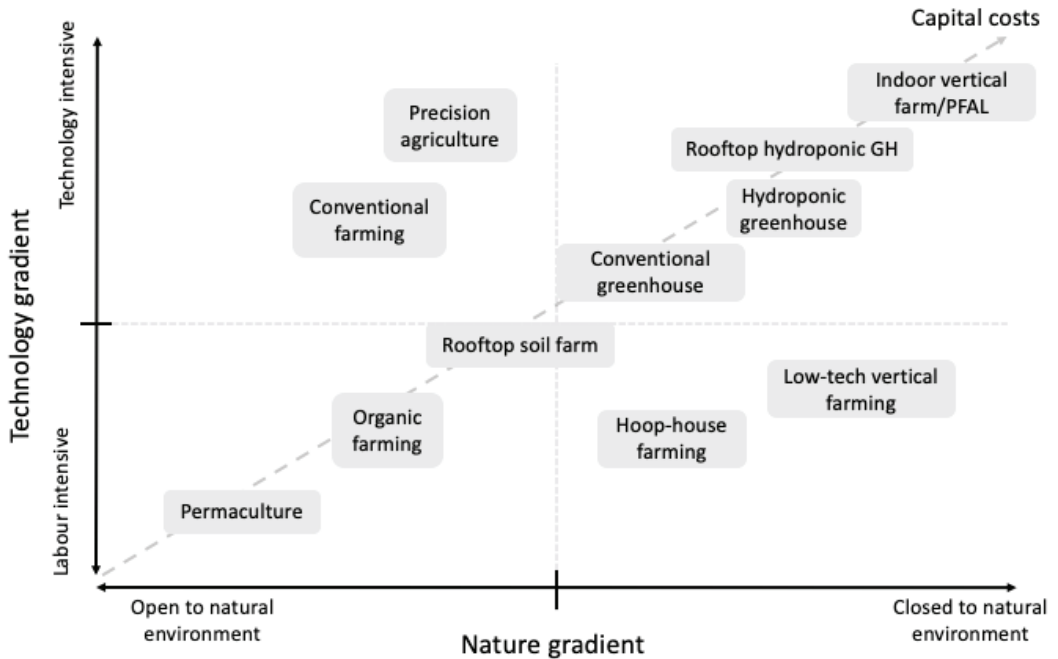 Capital costs
Technology intensive
Indoor vertical
farm/PFAL
Precision
agriculture
Rooftop hydroponic GH
Hydroponic
greenhouse
Conventional
farming
Conventional
greenhouse
Technology gradient
Rooftop soil farm
Low-tech vertical
farming
Organic
farming
Hoop-house
farming
Labour intensive
Permaculture
Open to natural
environment
Closed to natural
environment
Nature gradient